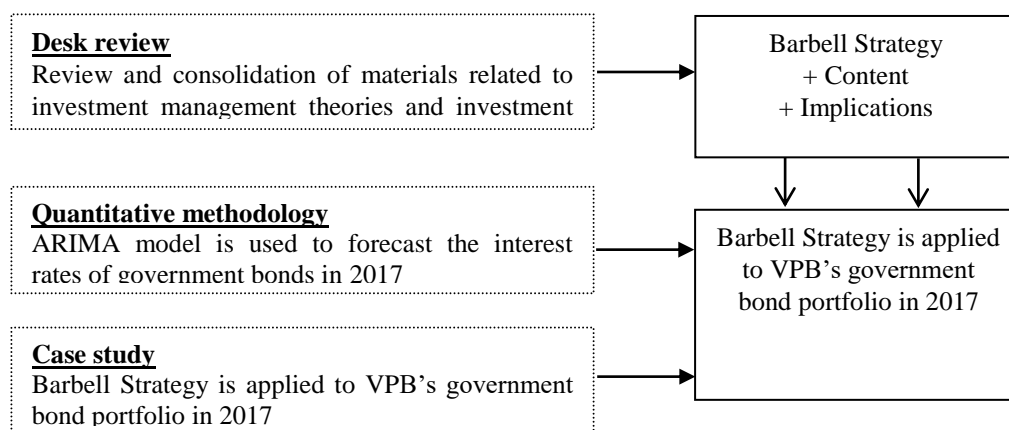 Desk review
Review and consolidation of materials related to
investment management theories and investment
Barbell Strategy
+ Content
+ Implications
Quantitative methodology
ARIMA model is used to forecast the interest
rates of government bonds in 2017
Barbell Strategy is applied
to VPB's government
bond portfolio in 2017
Case study
Barbell Strategy is applied to VPB's government
bond portfolio in 2017